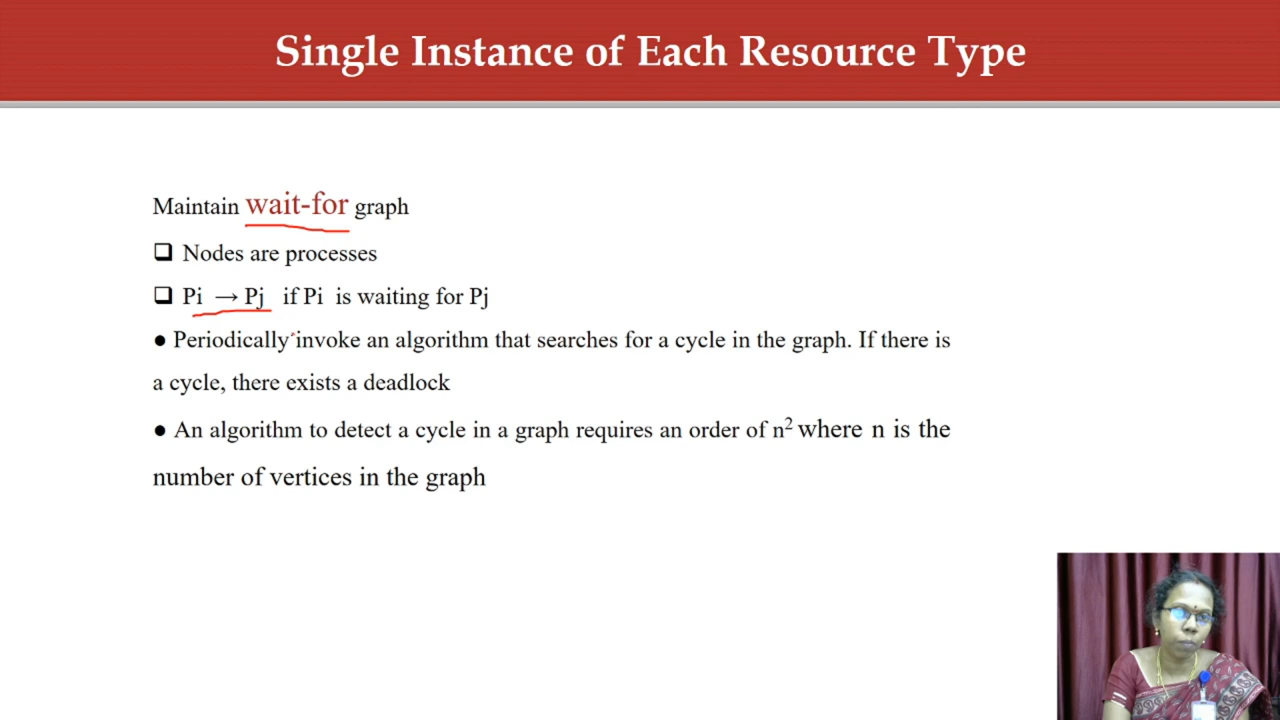 Single Instance of Each Resource Type
Maintain wait-for graph
❑ Nodes are processes
❑ Pi → Pj if Pi is waiting for Pj
● Periodically invoke an algorithm that searches for a cycle in the graph. If there is
a cycle, there exists a deadlock
● An algorithm to detect a cycle in a graph requires an order of n² where n is the
number of vertices in the graph